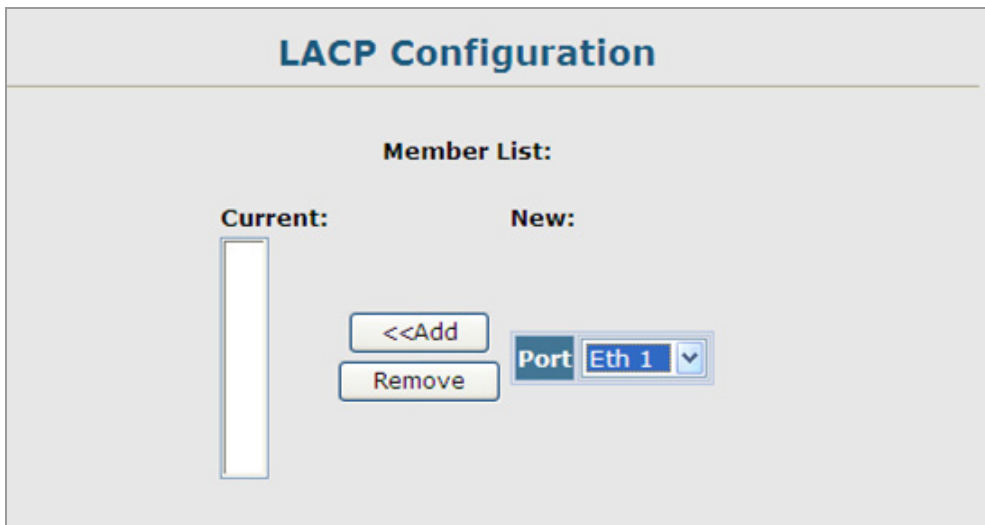 LACP Configuration
Member List:
Current: New:
<<Add
Port Eth 1
Remove